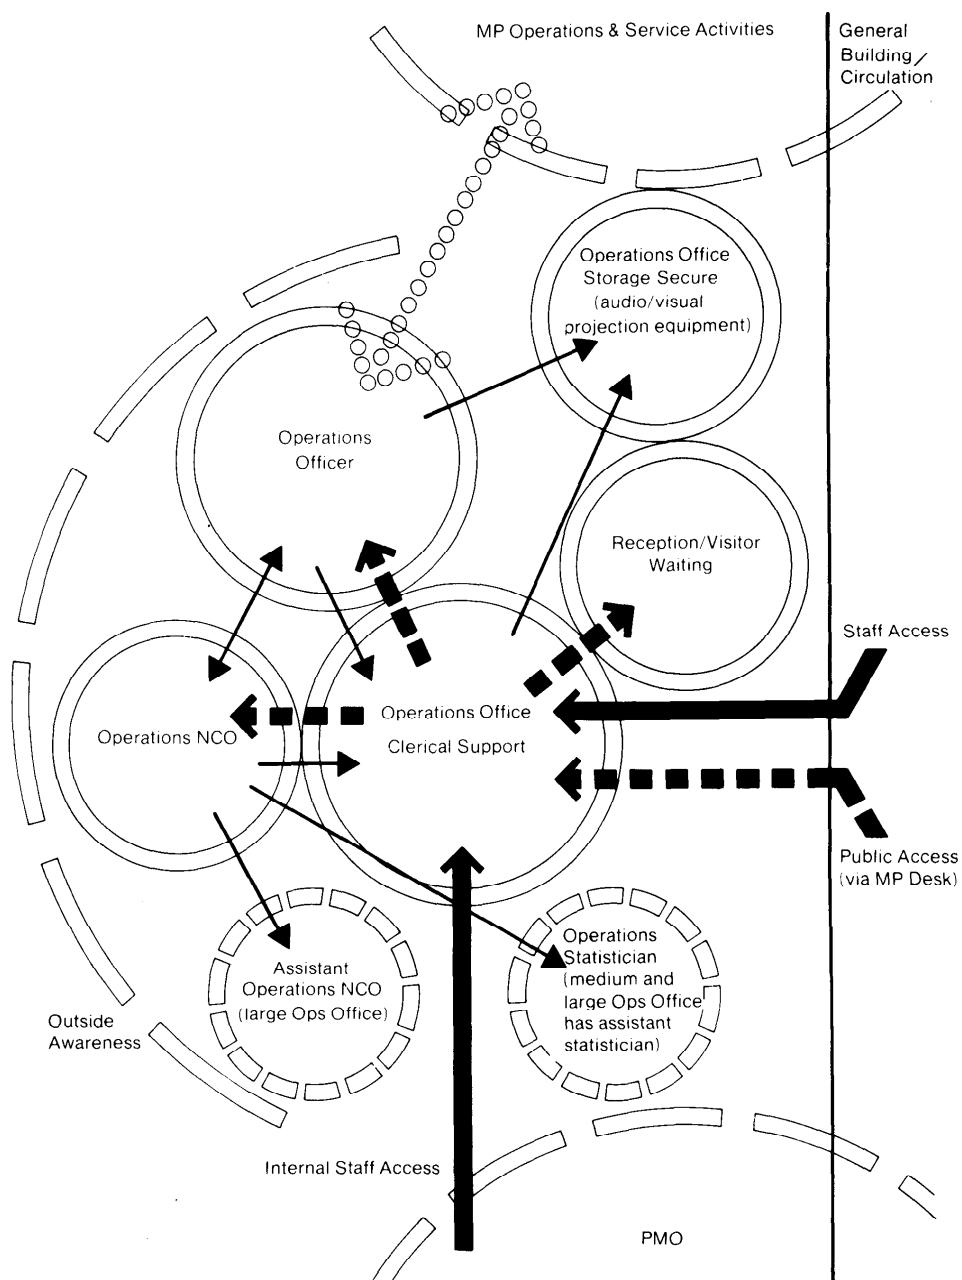 MP Operations & Service Activities
General
Building/
Circulation
Operations Office
Storage Secure
(audio/visual
projection equipment)
Operations
Officer
Reception/Visitor
Waiting
Staff Access
Operations Office
Clerical Support
Operations NCO
Public Access
(via MP Desk)
Operations
Statistician
(medium and
large Ops Office
has assistant
statistician)
Assistant
Operations NCO
(large Ops Office)
Outside
Awareness
Internal Staff Access
PMO